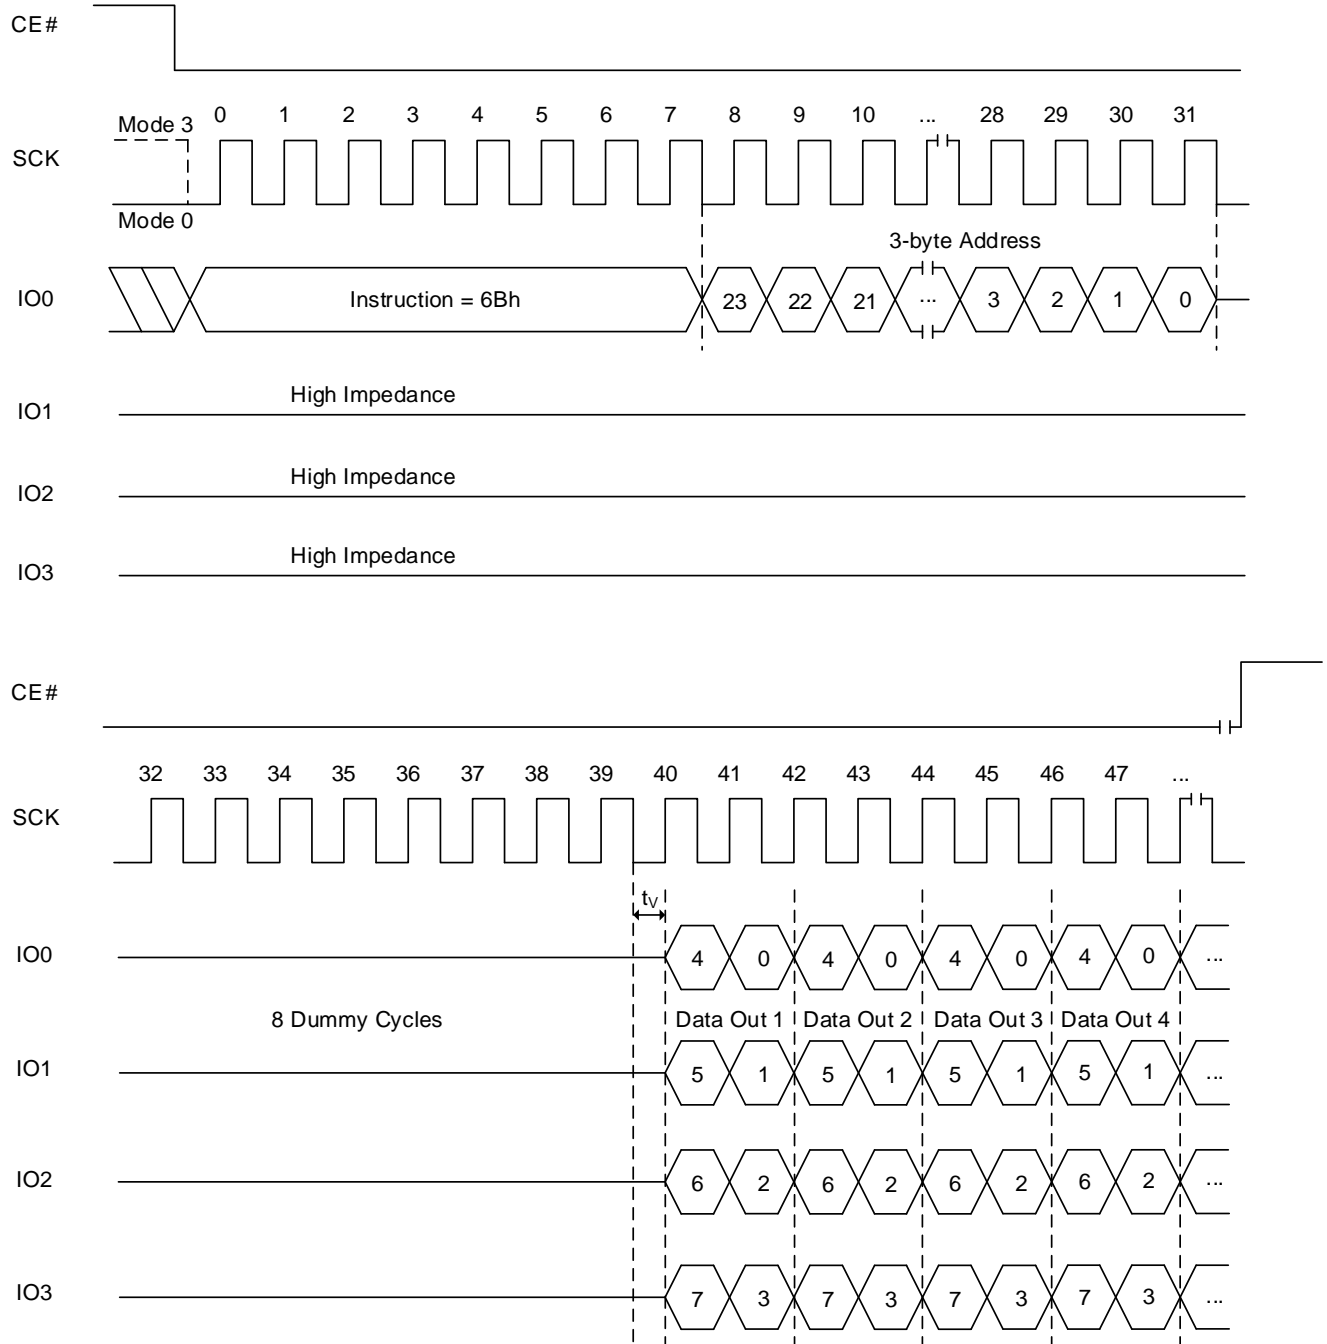 CE#
Mode 3 0 1 2 3 4 5 6 7 8 9 10 ... 28 29 30 31
SCK
Mode 0
3-byte Address
IO0 Instruction = 6Bh 23 22 21 ... 3 2 1 0
High Impedance
IO1
High Impedance
IO2
High Impedance
IO3
CE#
32 33 34 35 36 37 38 39 40 41 42 43 44 45 46 47 ...
SCK
tV
IO0 4 0 4 0 4 0 4 0 ...
8 Dummy Cycles Data Out 1 Data Out 2 Data Out 3 Data Out 4
IO1 5 1 5 1 5 1 5 1 ...
IO2 6 2 6 2 6 2 6 2 ...
IO3 7 3 7 3 7 3 7 3 ...